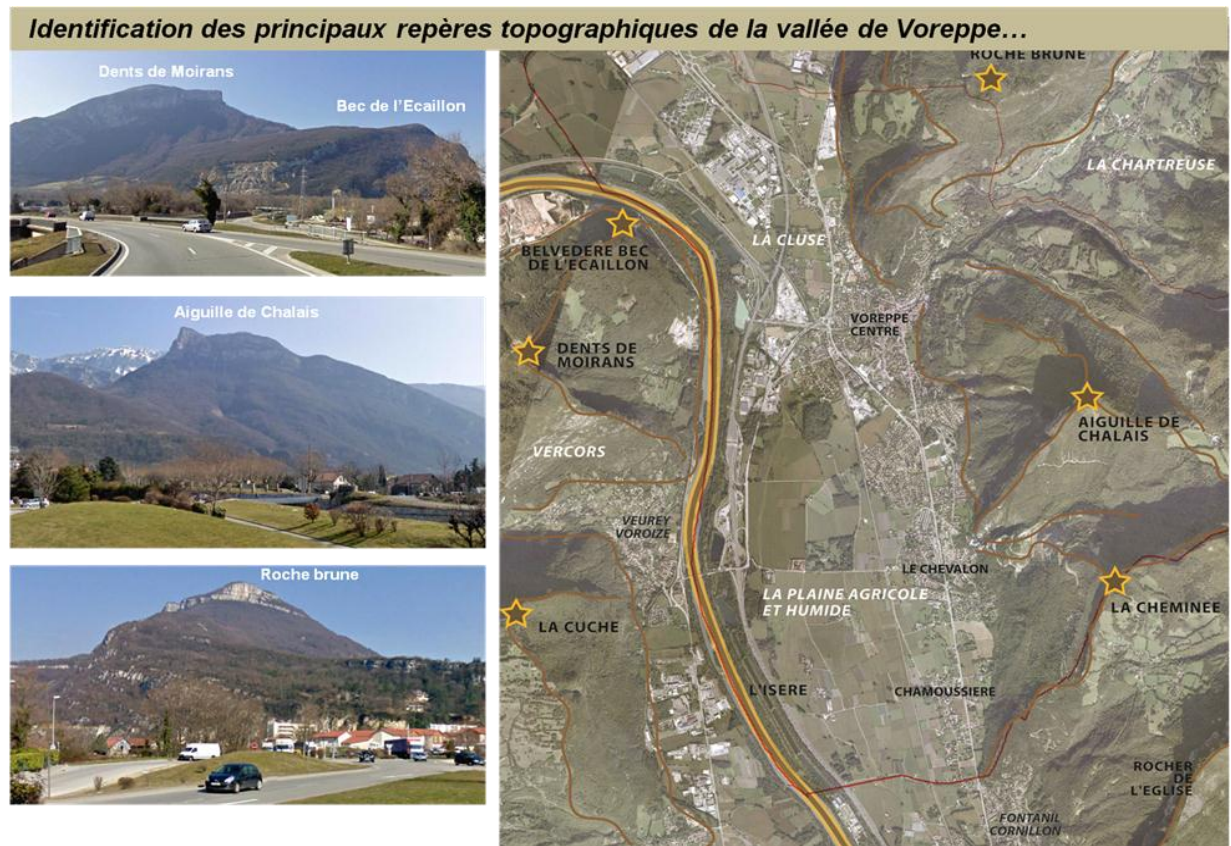 Identification des principaux repères topographiques de la vallée de Voreppe…
Dents de Moirans
Bec de l'Ecaillon
Aiguille de Chalais
Roche brune
ROCHE BRUNE
LA CHARTREUSE
BELVEDERE BEC
DE L'ECAILLON
LA CLUSE
VOREPPE
CENTRE
DENTS DE
MOIRANS
AIGUILLE DE
CHALAIS
VERCORS
VEUREY
VOROIZE
LE CHEVALON
LA PLAINE AGRICOLE
ET HUMIDE
LA CHEMINEE
LA CUCHE
L'ISERE
CHAMOUSSIERE
ROCHER
DE
L'EGLISE
FONTANIL
CORNILLON